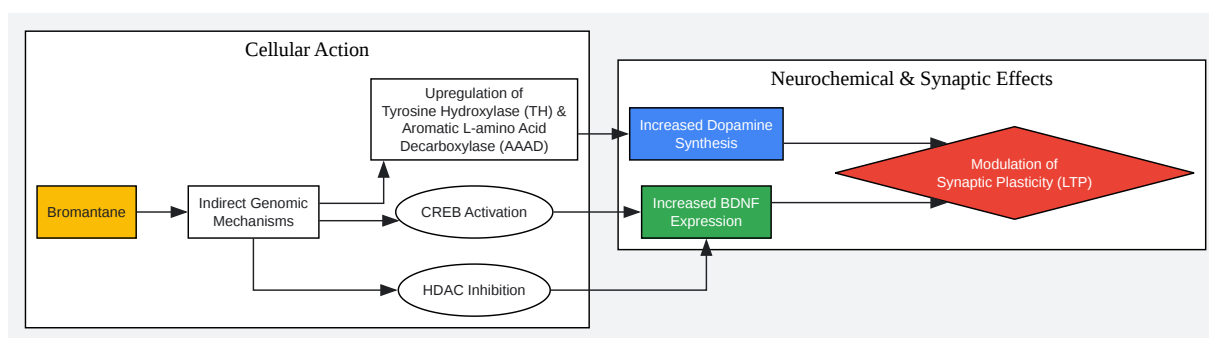 Cellular Action
Bromantane
Indirect Genomic
Mechanisms
Upregulation of
Tyrosine Hydroxylase (TH) &
Aromatic L-amino Acid
Decarboxylase (AAAD)
CREB Activation
HDAC Inhibition
Neurochemical & Synaptic Effects
Increased Dopamine
Synthesis
Increased BDNF
Expression
Modulation of
Synaptic Plasticity (LTP)